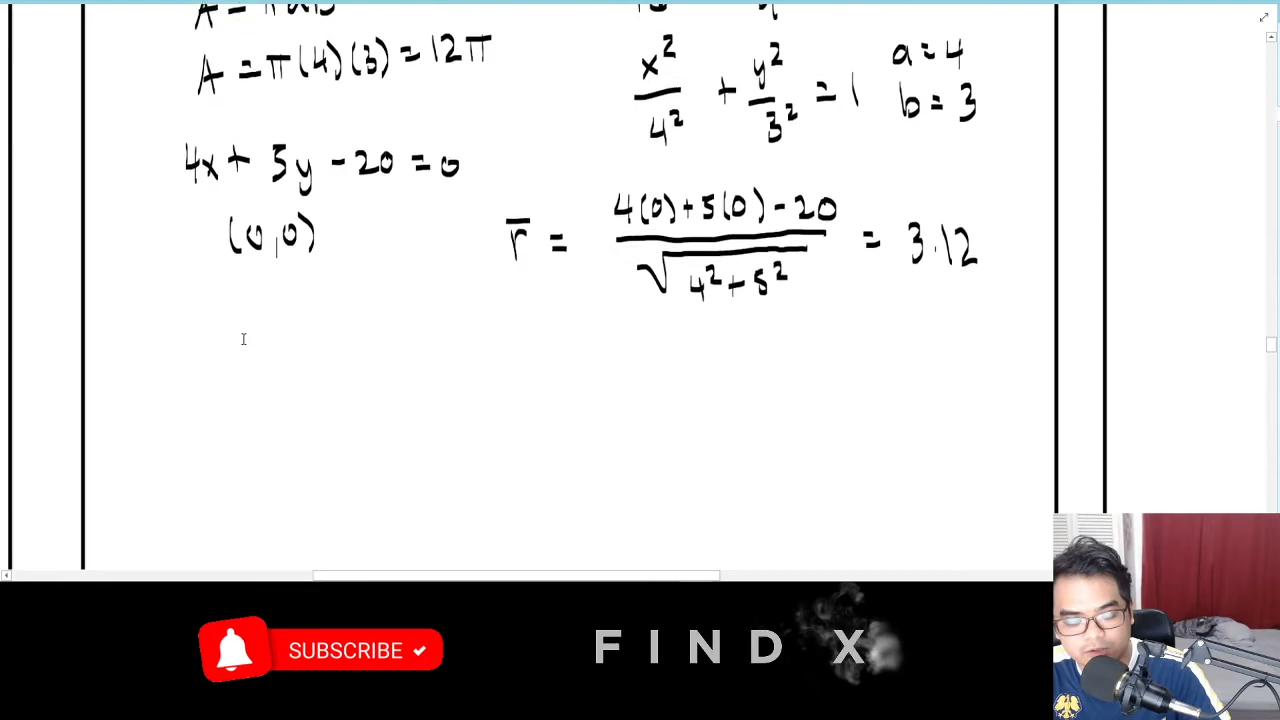 A = π(4)(3) = 12π
x²/4² + y²/3² = 1
a = 4
b = 3
4x + 5y - 20 = 0
(0,0)
r̄ = (4(0) + 5(0) - 20)/√(4² + 5²) = 3.12
SUBSCRIBE
FIND X